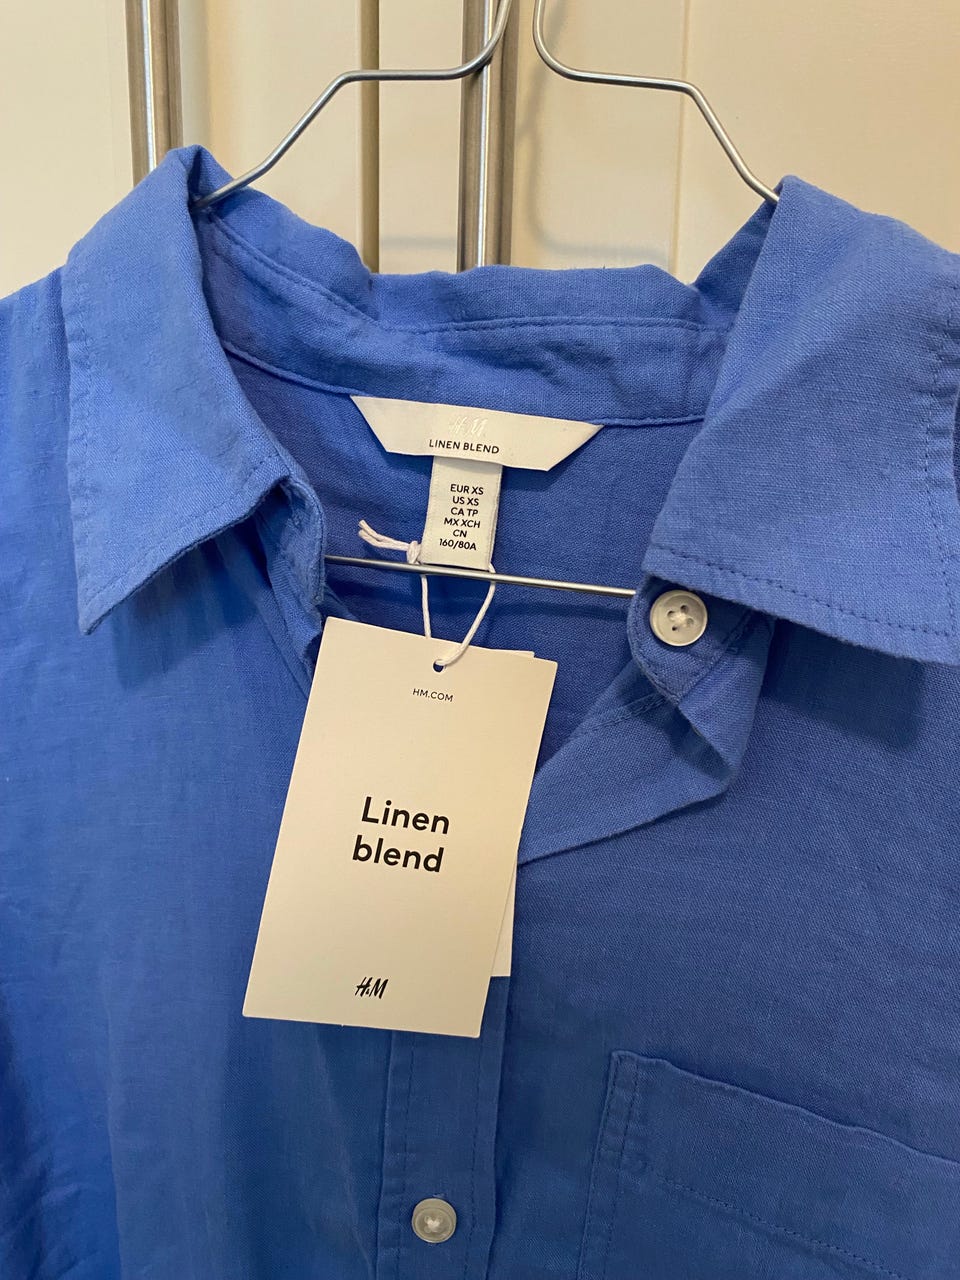 H&M
LINEN BLEND
EUR XS
US XS
CA TP
MX XCH
CN
160/80A
HM.COM
Linen
blend
H&M